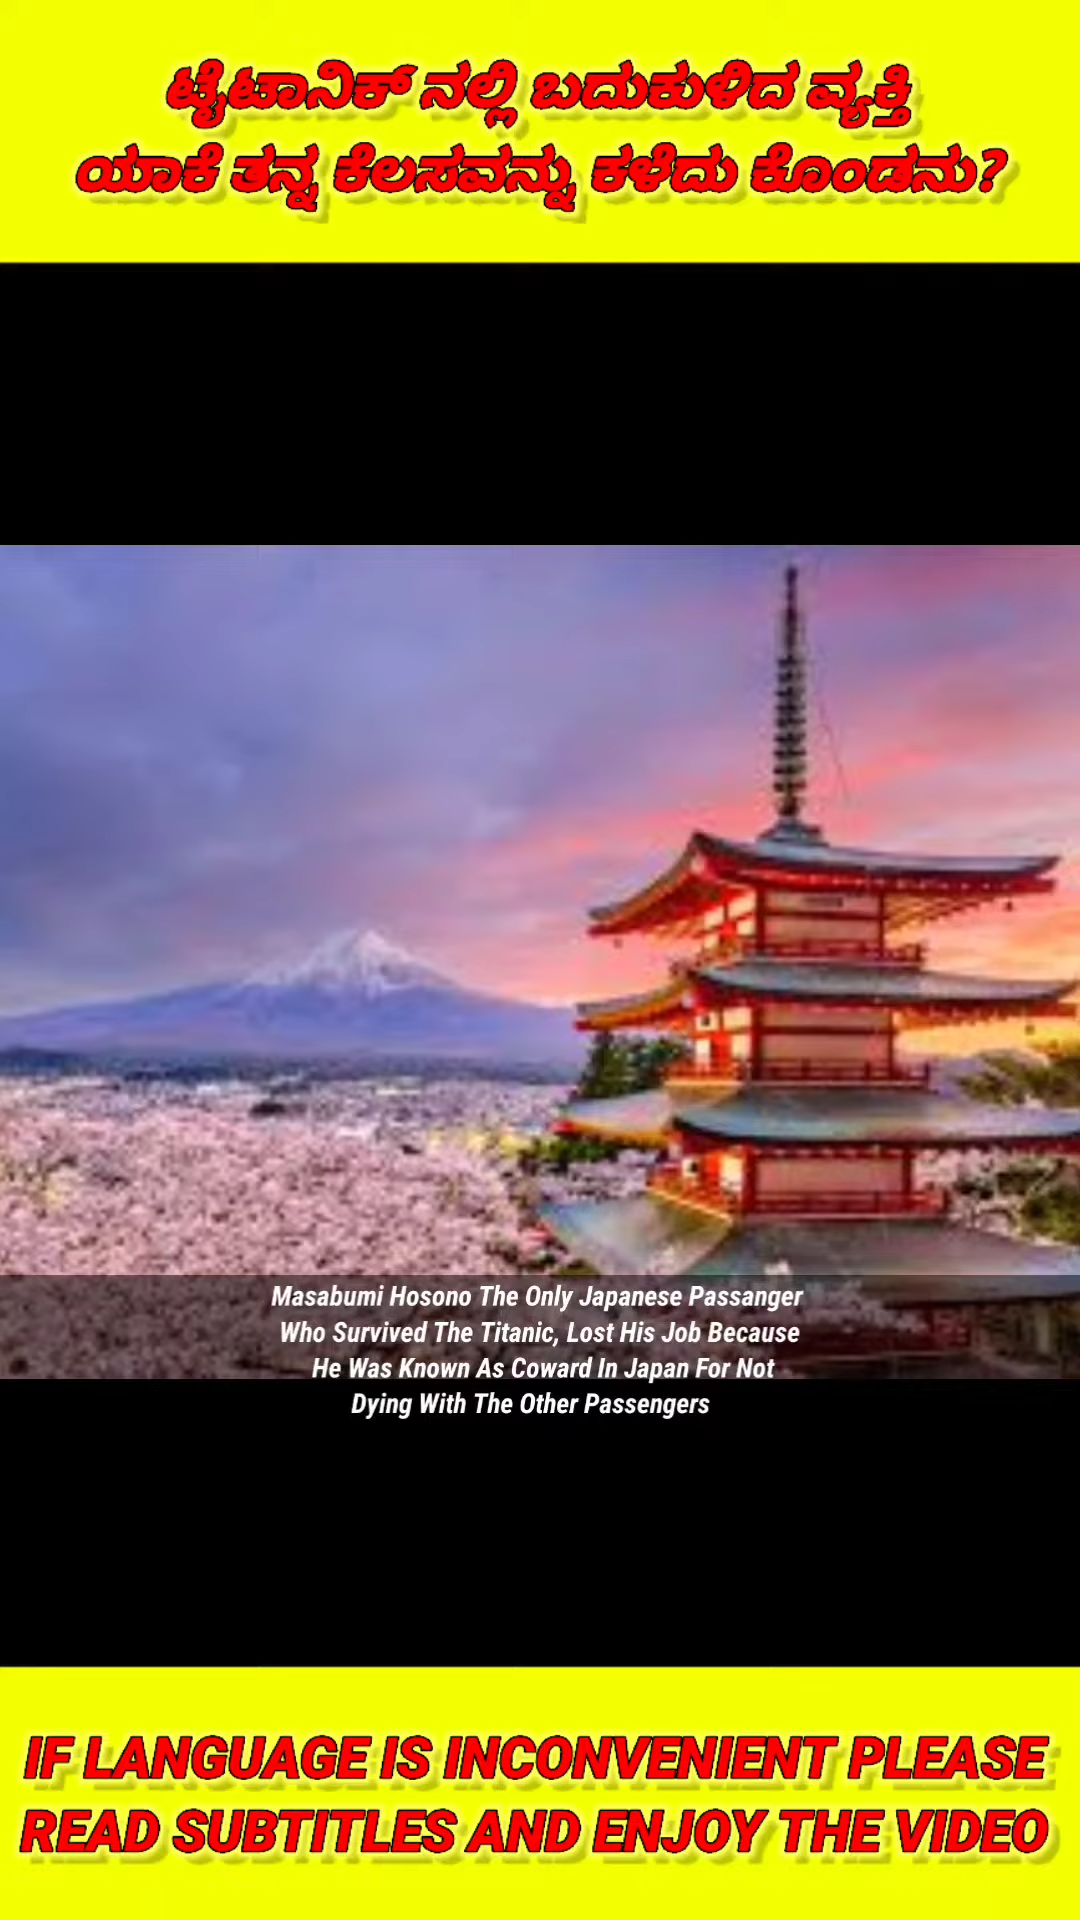 ಟೈಟಾನಿಕ್ ನಲ್ಲಿ ಬದುಕುಳಿದ ವ್ಯಕ್ತಿ
ಯಾಕೆ ತನ್ನ ಕೆಲಸವನ್ನು ಕಳೆದು ಕೊಂಡನು?
Masabumi Hosono The Only Japanese Passanger
Who Survived The Titanic, Lost His Job Because
He Was Known As Coward In Japan For Not
Dying With The Other Passengers
IF LANGUAGE IS INCONVENIENT PLEASE
READ SUBTITLES AND ENJOY THE VIDEO